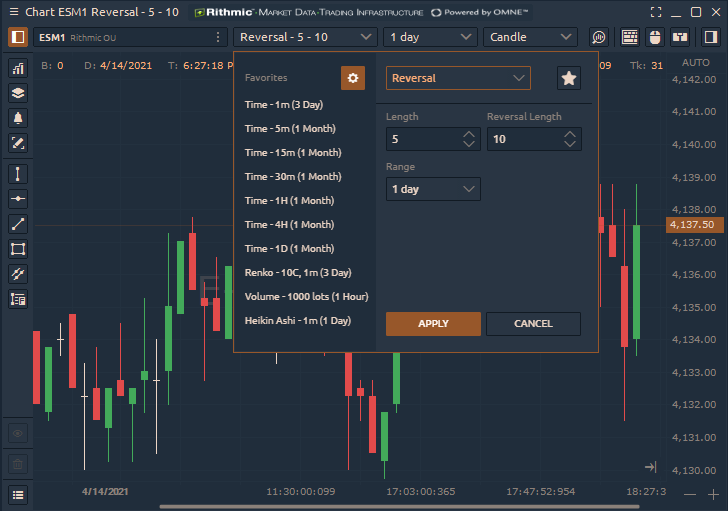 Chart ESM1 Reversal - 5 - 10
Rithmic - Market Data-Trading Infrastructure
Powered by OMNE™
ESM1 Rithmic OU
Reversal - 5 - 10
1 day
Candle
B: 0
D: 4/14/2021
T: 6:27:18 P
09
Tk: 31
AUTO
Favorites
Time - 1m (3 Day)
Time - 5m (1 Month)
Time - 15m (1 Month)
Time - 30m (1 Month)
Time - 1H (1 Month)
Time - 4H (1 Month)
Time - 1D (1 Month)
Renko - 10C, 1m (3 Day)
Volume - 1000 lots (1 Hour)
Heikin Ashi - 1m (1 Day)
Reversal
Length
Reversal Length
5
10
Range
1 day
APPLY
CANCEL
4,142.00
4,141.00
4,140.00
4,139.00
4,138.00
4,137.50
4,137.00
4,136.00
4,135.00
4,134.00
4,133.00
4,132.00
4,131.00
4,130.00
4/14/2021
11:30:00:099
17:03:00:365
17:47:52:954
18:27:3